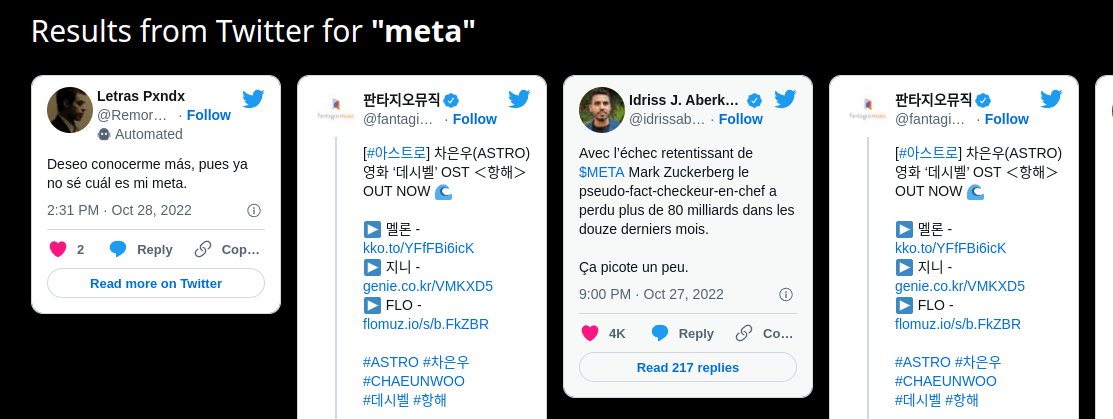 Results from Twitter for "meta"
Letras Pxndx
@Remor… · Follow
Automated
Deseo conocerme más, pues ya
no sé cuál es mi meta.
2:31 PM · Oct 28, 2022
2 Reply Cop…
Read more on Twitter
판타지오뮤직
@fantagi… · Follow
[#아스트로] 차은우(ASTRO)
영화 ‘데시벨’ OST ＜항해＞
OUT NOW
멜론 -
kko.to/YFfFBi6icK
지니 -
genie.co.kr/VMKXD5
FLO -
flomuz.io/s/b.FkZBR
#ASTRO #차은우
#CHAEUNWOO
#데시벨 #항해
Idriss J. Aberk…
@idrissab… · Follow
Avec l’échec retentissant de
$META Mark Zuckerberg le
pseudo-fact-checkeur-en-chef a
perdu plus de 80 milliards dans les
douze derniers mois.
Ça picote un peu.
9:00 PM · Oct 27, 2022
4K Reply Co…
Read 217 replies
판타지오뮤직
@fantagi… · Follow
[#아스트로] 차은우(ASTRO)
영화 ‘데시벨’ OST ＜항해＞
OUT NOW
멜론 -
kko.to/YFfFBi6icK
지니 -
genie.co.kr/VMKXD5
FLO -
flomuz.io/s/b.FkZBR
#ASTRO #차은우
#CHAEUNWOO
#데시벨 #항해